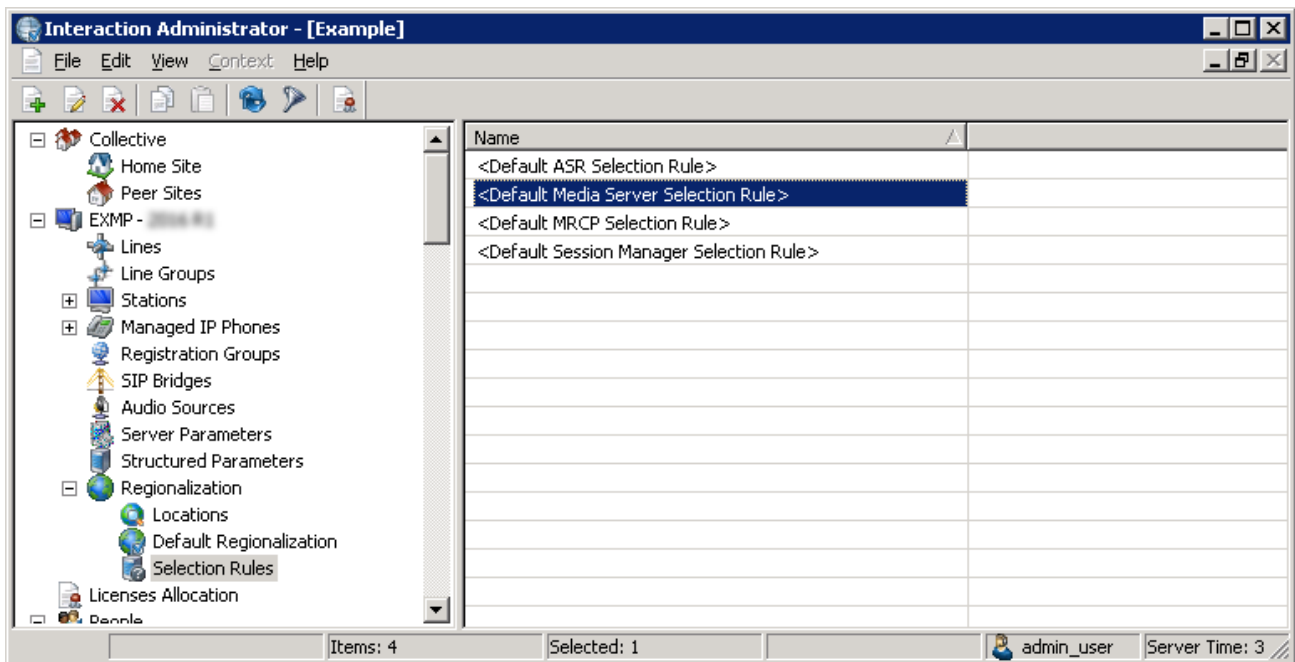 Interaction Administrator - [Example]
File Edit View Context Help
Collective
Home Site
Peer Sites
EXMP -
Lines
Line Groups
Stations
Managed IP Phones
Registration Groups
SIP Bridges
Audio Sources
Server Parameters
Structured Parameters
Regionalization
Locations
Default Regionalization
Selection Rules
Licenses Allocation
People
Name
<Default ASR Selection Rule>
<Default Media Server Selection Rule>
<Default MRCP Selection Rule>
<Default Session Manager Selection Rule>
Items: 4
Selected: 1
admin_user
Server Time: 3